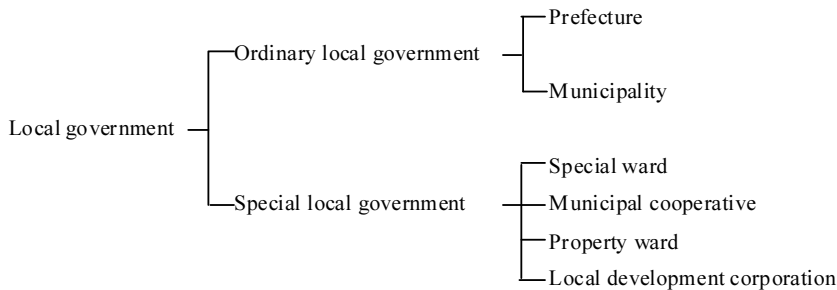 Prefecture
Ordinary local government
Municipality
Local government
Special ward
Special local government
Municipal cooperative
Property ward
Local development corporation